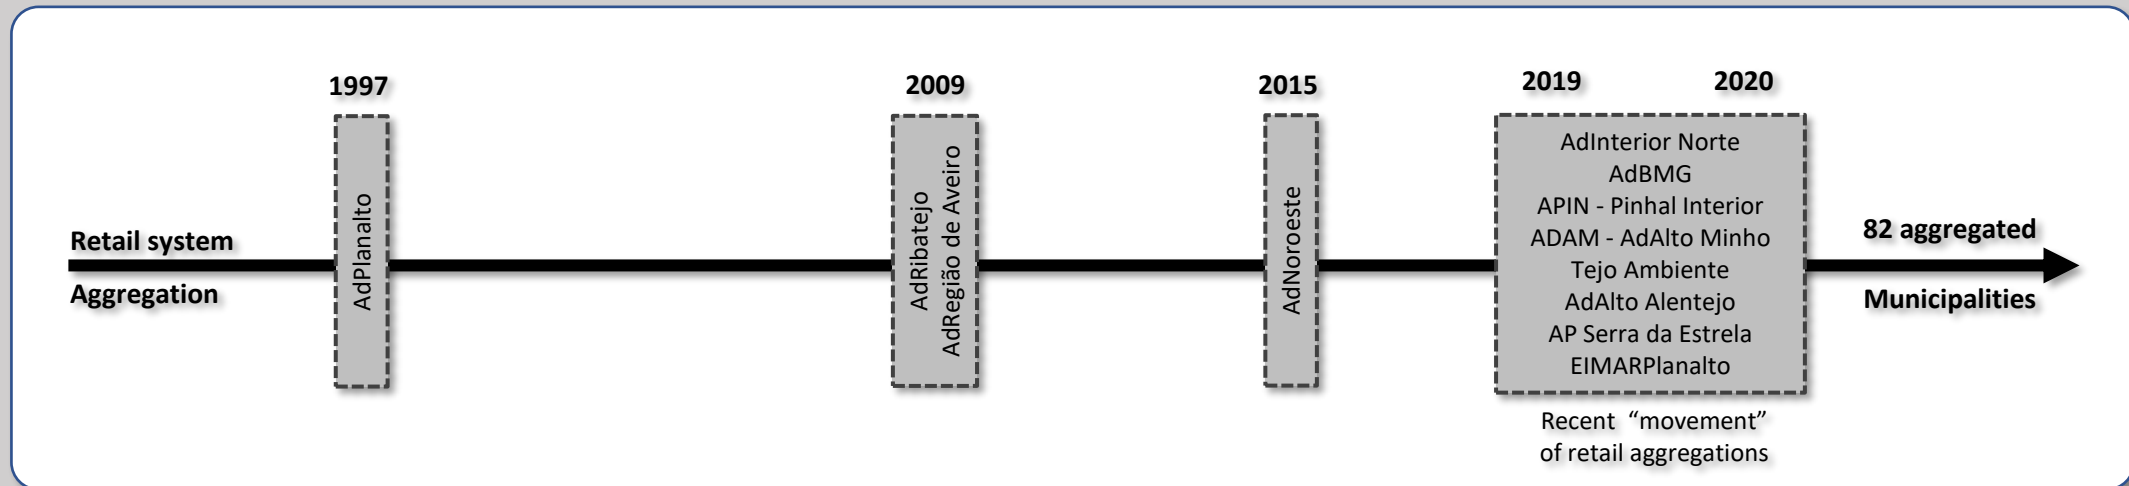 1997
2009
2015
2019
2020
Retail system
Aggregation
AdPlanalto
AdRibatejo
AdRegião de Aveiro
AdNoroeste
AdInterior Norte
AdBMG
APIN - Pinhal Interior
ADAM - AdAlto Minho
Tejo Ambiente
AdAlto Alentejo
AP Serra da Estrela
EIMARPlanalto
Recent “movement”
of retail aggregations
82 aggregated
Municipalities